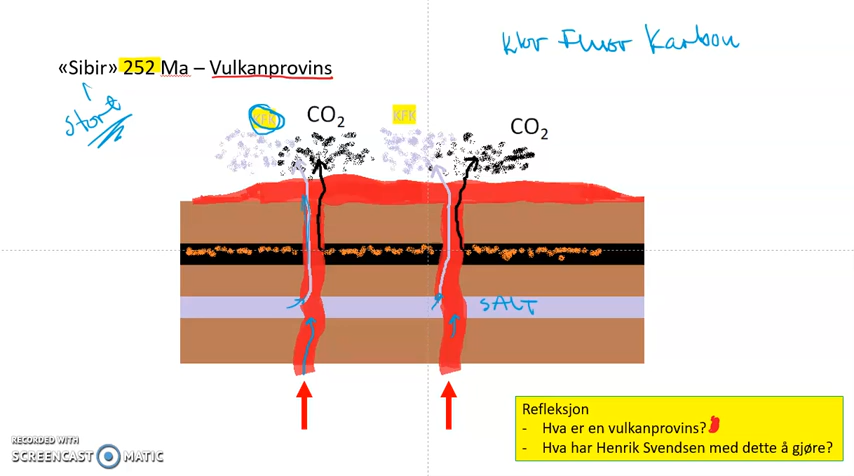 klor Fluor Karbon
«Sibir» 252 Ma – Vulkanprovins
stort
KFK CO₂ KFK CO₂
SALT
Refleksjon
- Hva er en vulkanprovins?
- Hva har Henrik Svendsen med dette å gjøre?
RECORDED WITH
SCREENCAST MATIC